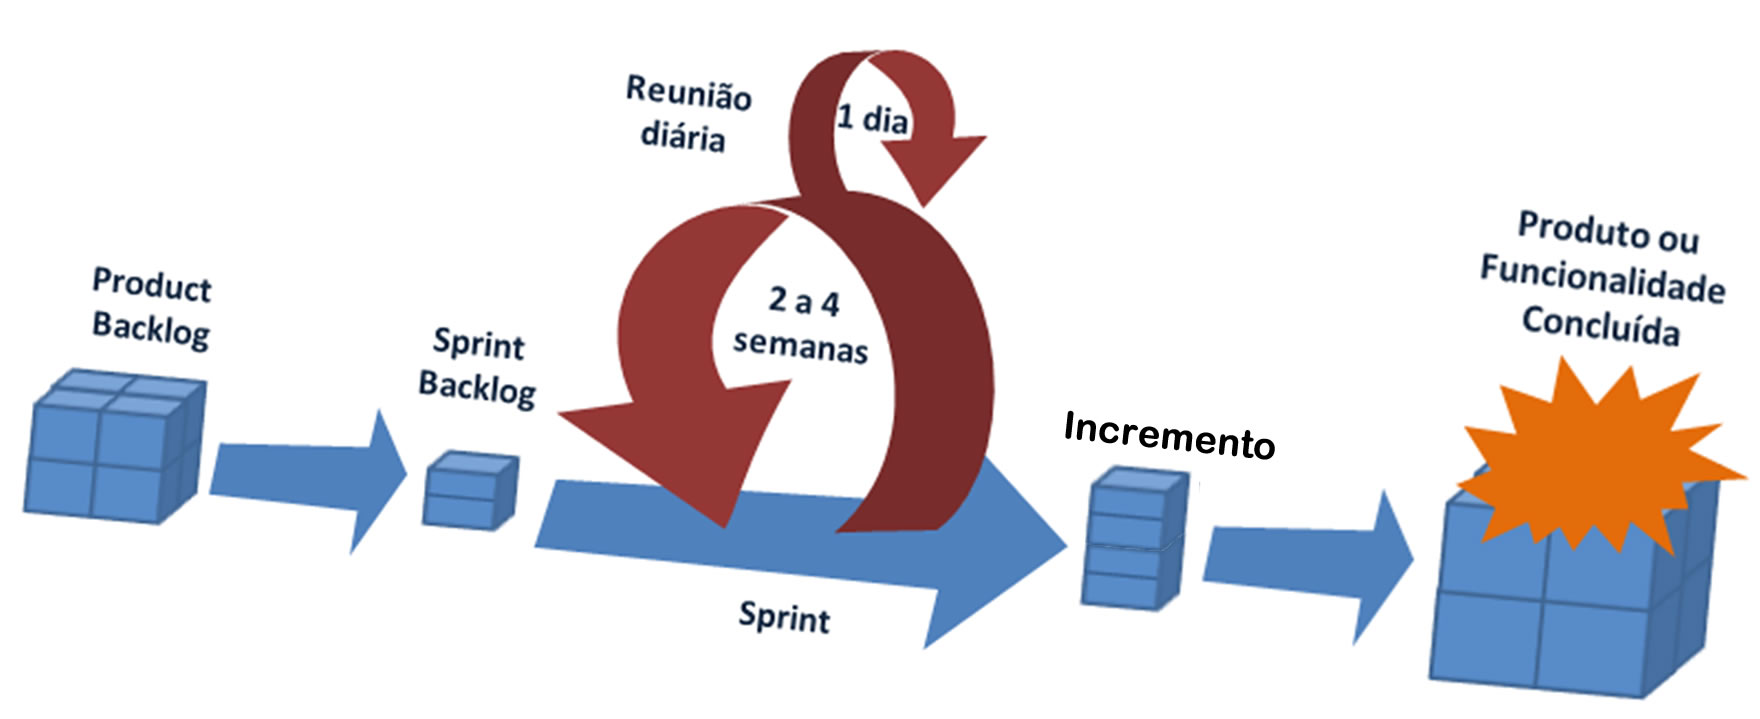 Product
Backlog
Sprint
Backlog
Reunião
diária
1 dia
2 a 4
semanas
Sprint
Incremento
Produto ou
Funcionalidade
Concluída